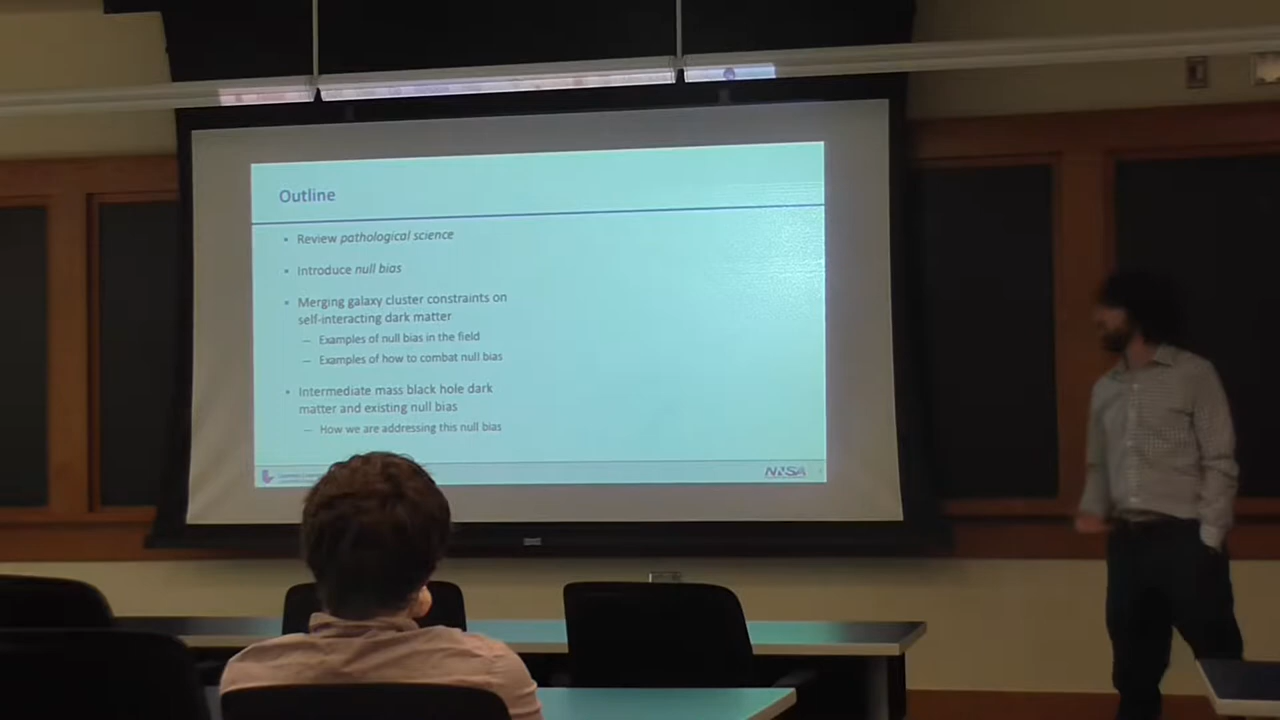 Outline
• Review pathological science
• Introduce null bias
• Merging galaxy cluster constraints on
self-interacting dark matter
– Examples of null bias in the field
– Examples of how to combat null bias
• Intermediate mass black hole dark
matter and existing null bias
– How we are addressing this null bias
NNSA